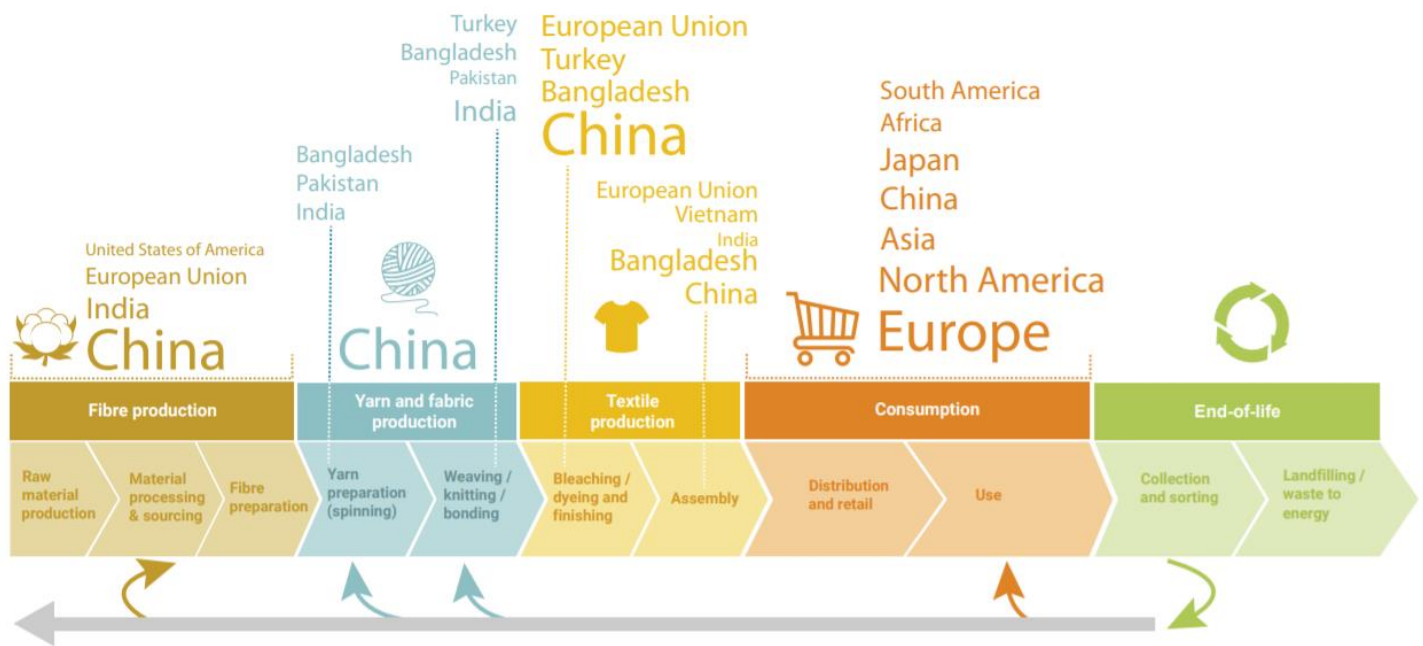 Turkey
Bangladesh
Pakistan
India
European Union
Turkey
Bangladesh
China
South America
Africa
Japan
China
Asia
North America
Europe
Bangladesh
Pakistan
India
European Union
Vietnam
India
Bangladesh
China
United States of America
European Union
India
China
China
Fibre production
Yarn and fabric
production
Textile
production
Consumption
End-of-life
Raw
material
production
Material
processing
& sourcing
Fibre
preparation
Yarn
preparation
(spinning)
Weaving /
knitting /
bonding
Bleaching /
dyeing and
finishing
Assembly
Distribution
and retail
Use
Collection
and sorting
Landfilling /
waste to
energy